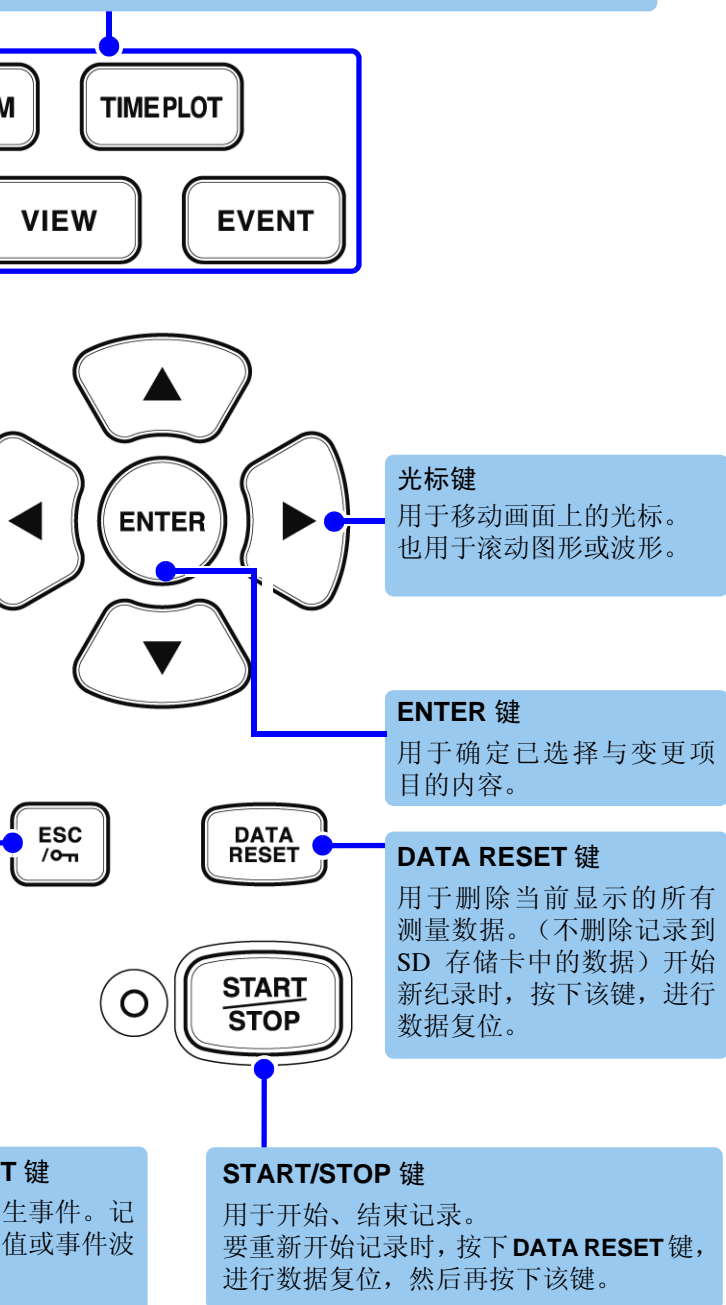 M
TIME PLOT
VIEW
EVENT
ENTER
光标键
用于移动画面上的光标。
也用于滚动图形或波形。
ENTER 键
用于确定已选择与变更项
目的内容。
ESC
/
DATA
RESET
DATA RESET 键
用于删除当前显示的所有
测量数据。（不删除记录到
SD 存储卡中的数据）开始
新纪录时，按下该键，进行
数据复位。
START
STOP
T 键
生事件。记
值或事件波
START/STOP 键
用于开始、结束记录。
要重新开始记录时，按下 DATA RESET 键，
进行数据复位，然后再按下该键。